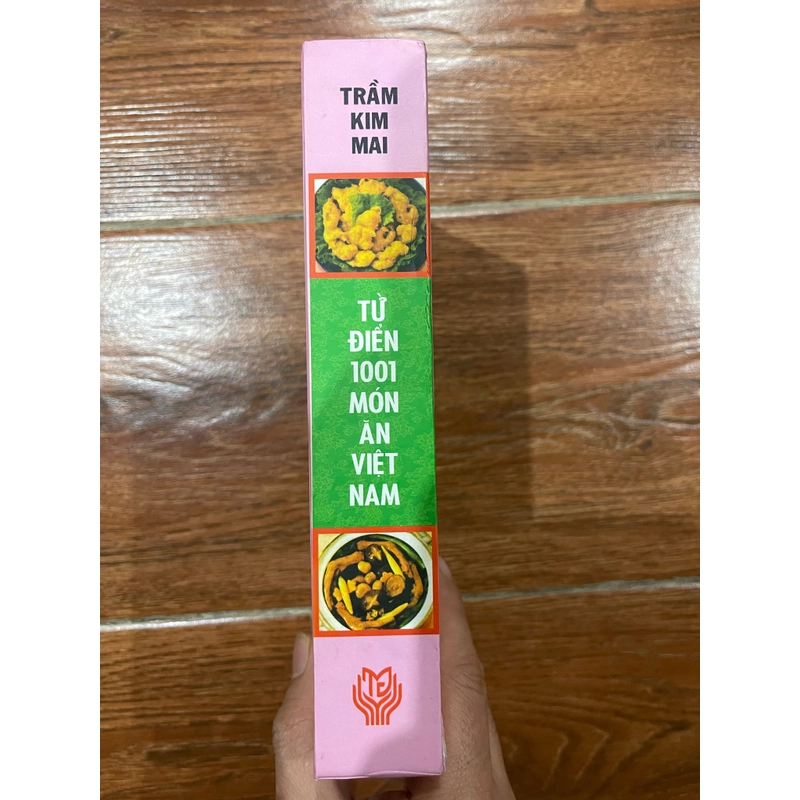 TRẦM
KIM
MAI
TỪ
ĐIỂN
1001
MÓN
ĂN
VIỆT
NAM